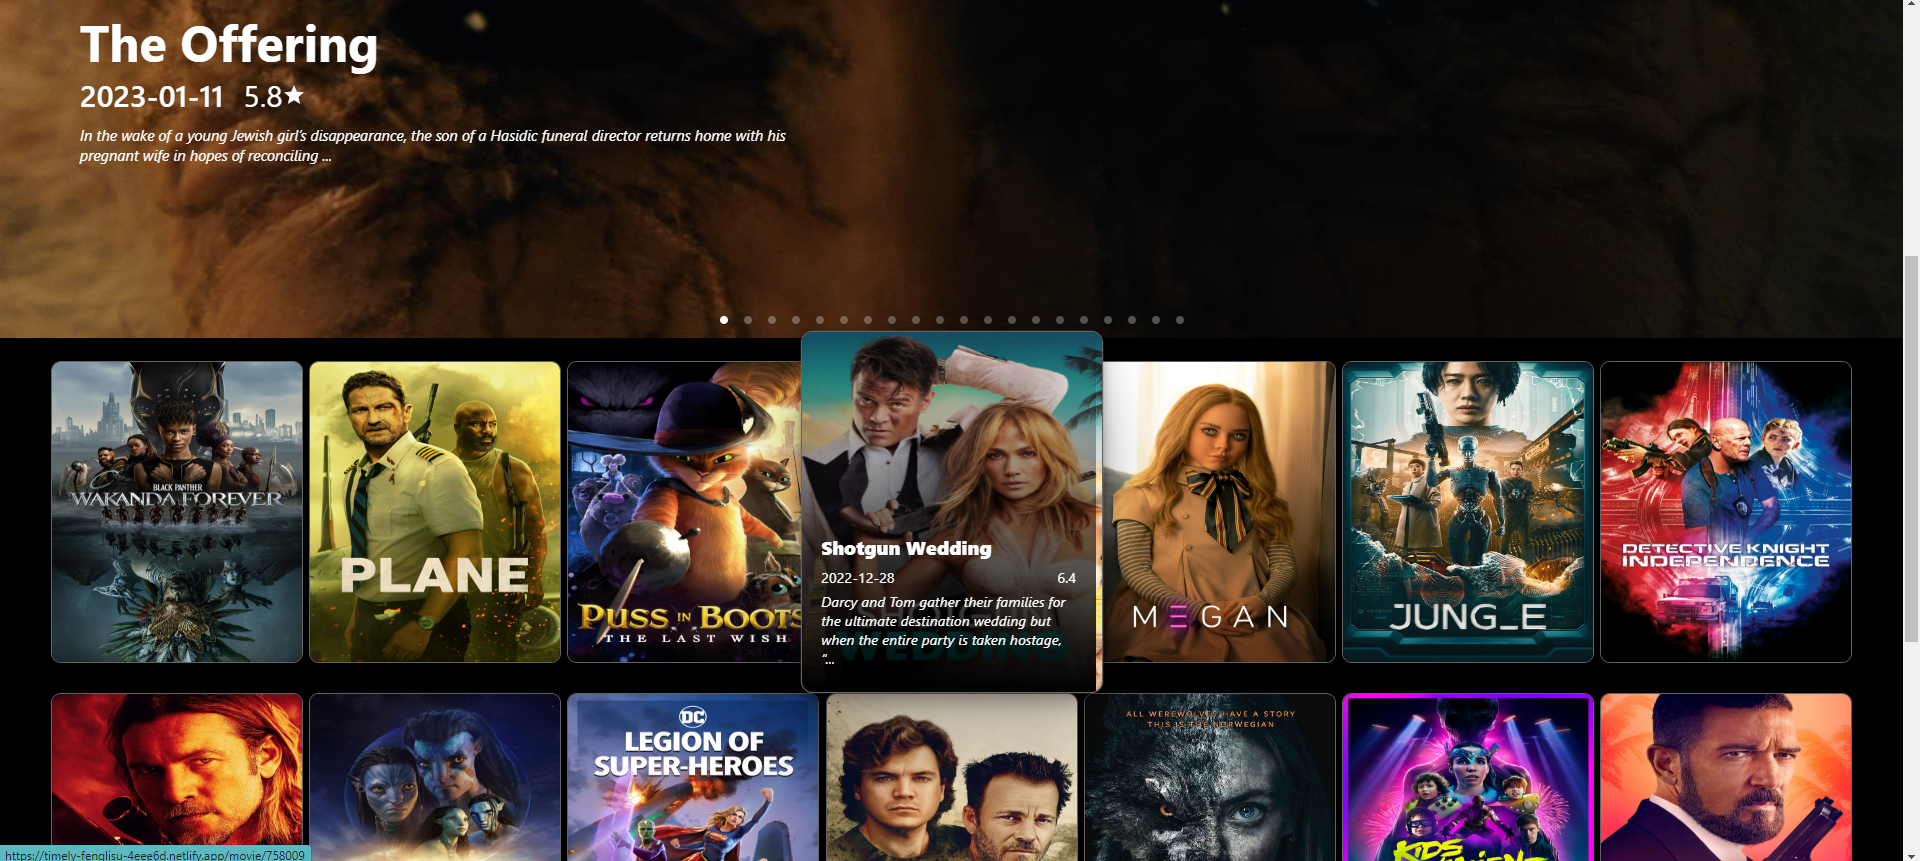 The Offering
2023-01-11 5.8★
In the wake of a young Jewish girl's disappearance, the son of a Hasidic funeral director returns home with his
pregnant wife in hopes of reconciling ...
BLACK PANTHER
WAKANDA FOREVER
PLANE
PUSS IN BOOTS
THE LAST WISH
Shotgun Wedding
2022-12-28 6.4
Darcy and Tom gather their families for
the ultimate destination wedding but
when the entire party is taken hostage,
“...
WEDDING
M Ξ G A N
JUNG_E
DETECTIVE KNIGHT
INDEPENDENCE
DC
LEGION OF
SUPER-HEROES
ALL WEREWOLVES HAVE A STORY
THIS IS THE NORWEGIAN
KIDS
https://timely-fenglisu-4eee6d.netlify.app/movie/758009